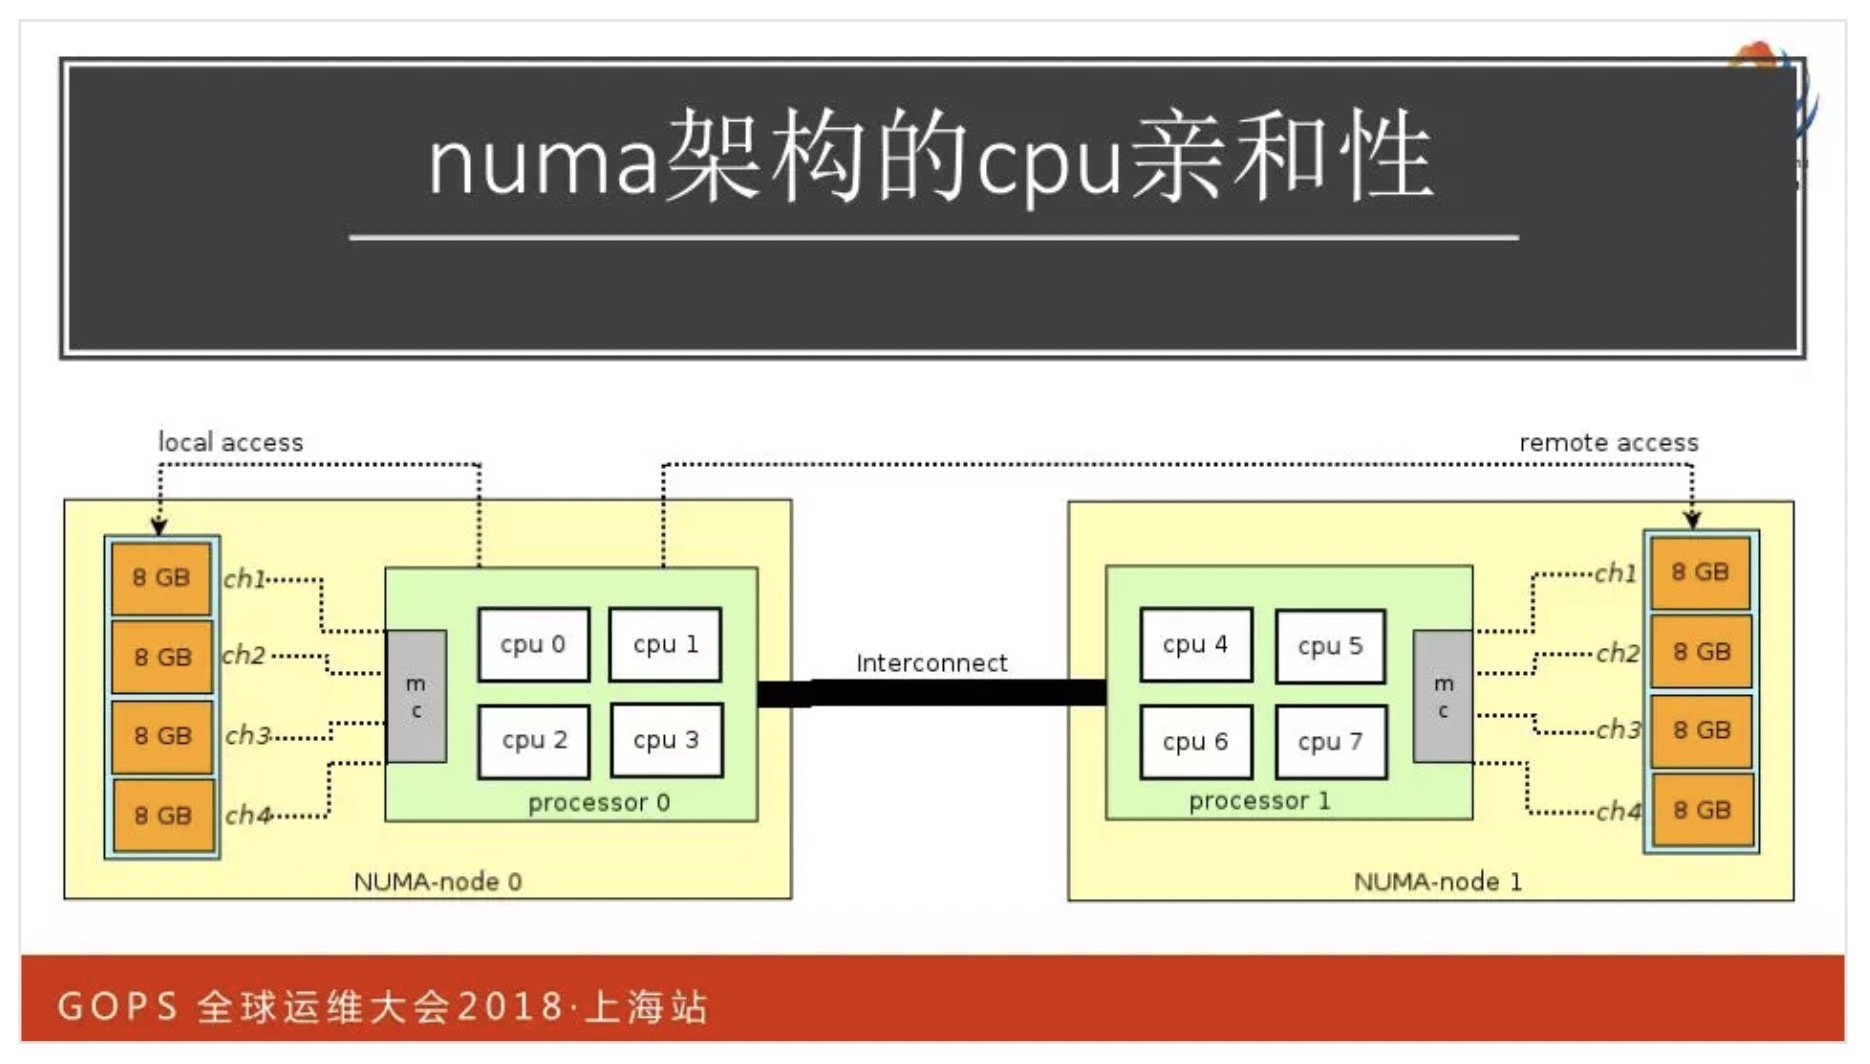 numa架构的cpu亲和性
local access
remote access
8 GB
ch1
8 GB
ch2
8 GB
ch3
8 GB
ch4
m
c
cpu 0
cpu 1
cpu 2
cpu 3
processor 0
NUMA-node 0
Interconnect
cpu 4
cpu 5
cpu 6
cpu 7
processor 1
m
c
ch1
8 GB
ch2
8 GB
ch3
8 GB
ch4
8 GB
NUMA-node 1
GOPS 全球运维大会2018·上海站